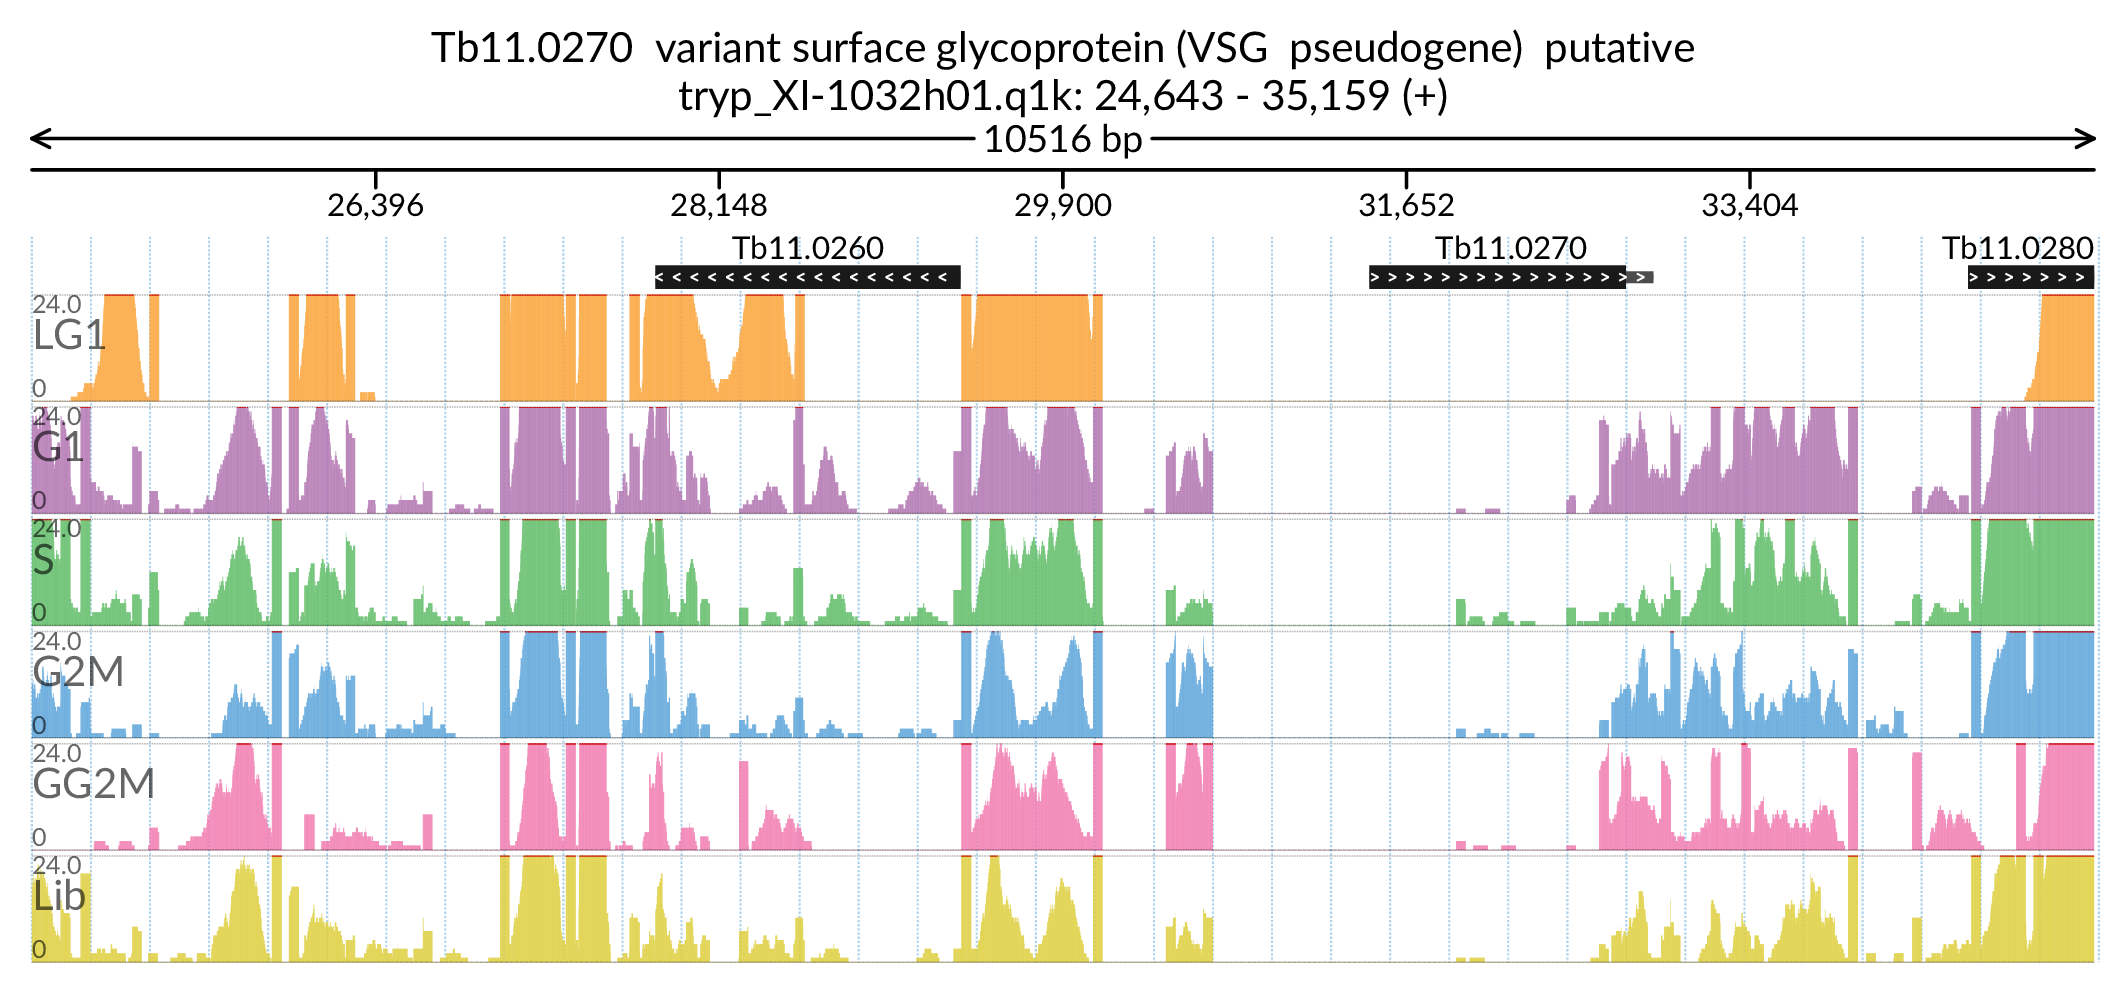 Tb11.0270 variant surface glycoprotein (VSG pseudogene) putative
tryp_XI-1032h01.q1k: 24,643 - 35,159 (+)
10516 bp
26,396 28,148 29,900 31,652 33,404
Tb11.0260 Tb11.0270 Tb11.0280
24.0
LG1
0
24.0
G1
0
24.0
S
0
24.0
G2M
0
24.0
GG2M
0
24.0
Lib
0